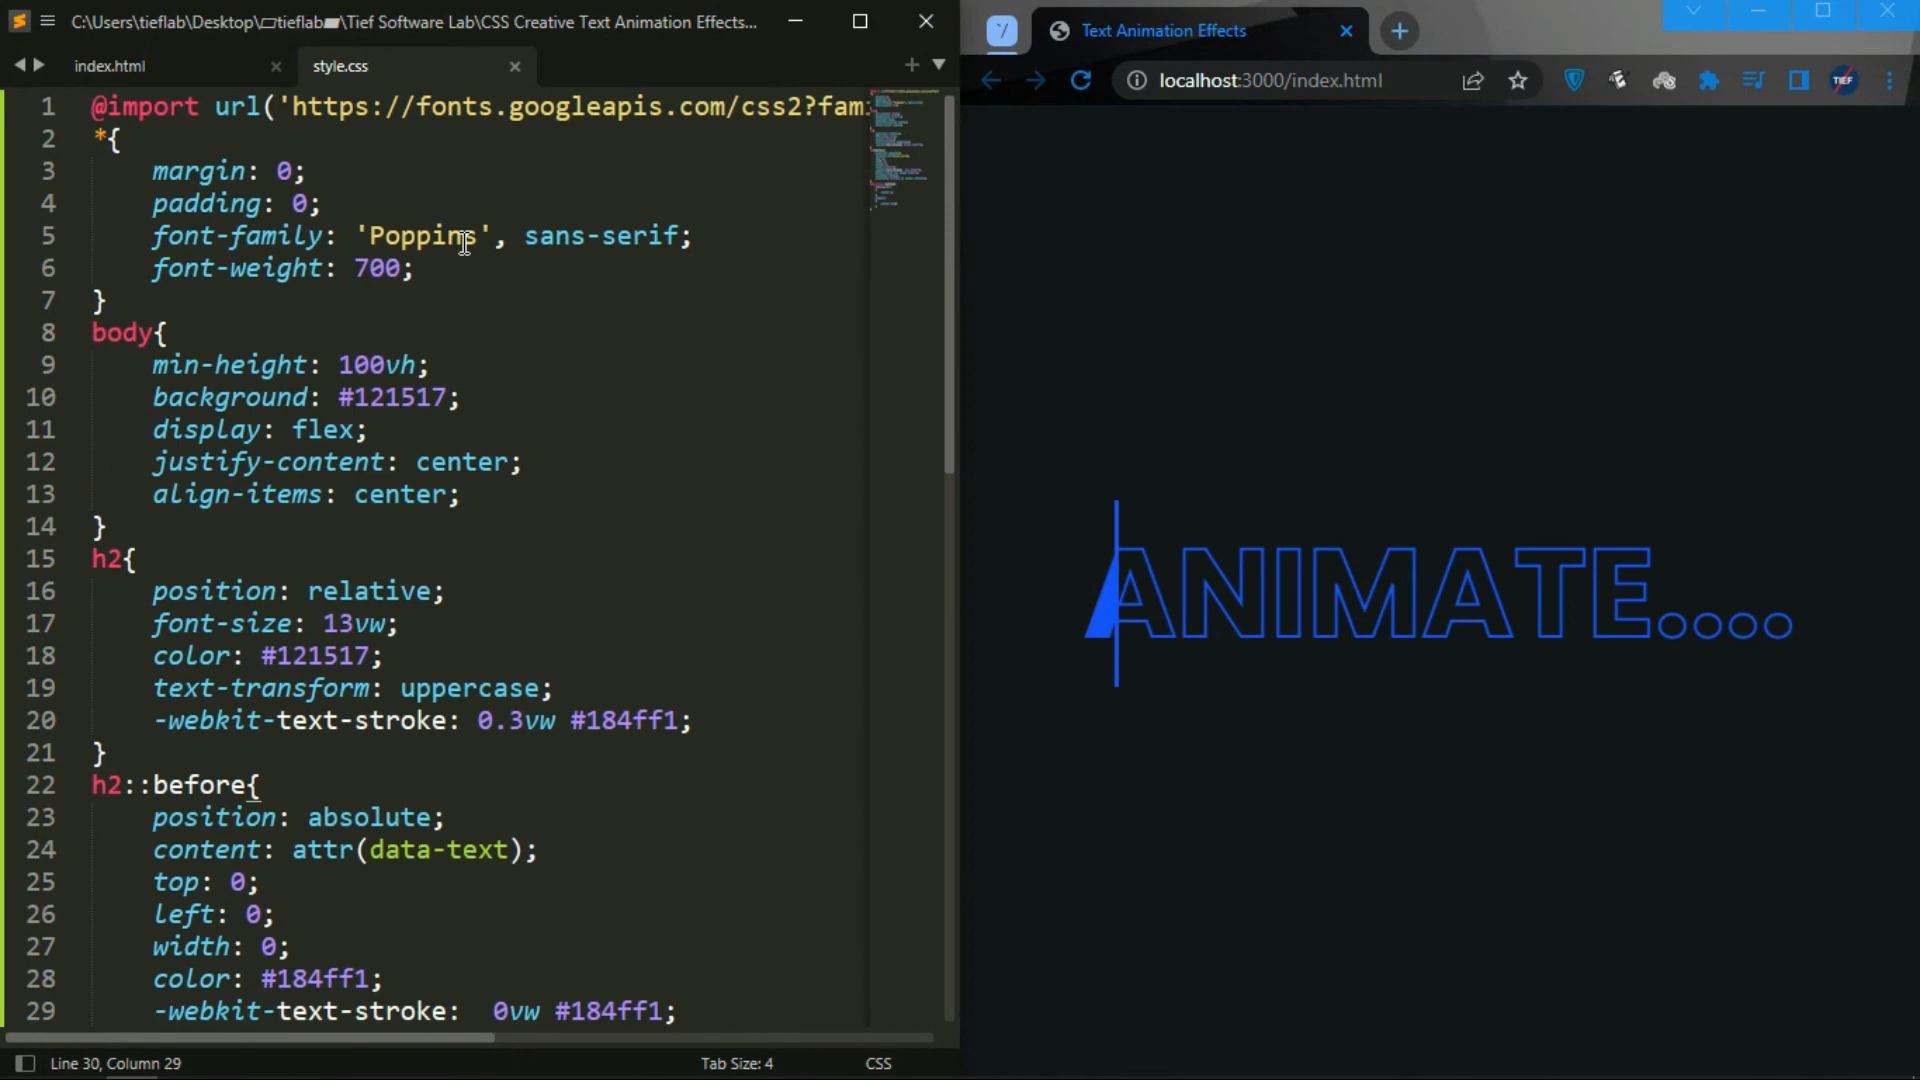 C:\Users\tieflab\Desktop\▭tieflab▰\Tief Software Lab\CSS Creative Text Animation Effects...
index.html
style.css
1 @import url('https://fonts.googleapis.com/css2?fam
2 *{
3 margin: 0;
4 padding: 0;
5 font-family: 'Poppins', sans-serif;
6 font-weight: 700;
7 }
8 body{
9 min-height: 100vh;
10 background: #121517;
11 display: flex;
12 justify-content: center;
13 align-items: center;
14 }
15 h2{
16 position: relative;
17 font-size: 13vw;
18 color: #121517;
19 text-transform: uppercase;
20 -webkit-text-stroke: 0.3vw #184ff1;
21 }
22 h2::before{
23 position: absolute;
24 content: attr(data-text);
25 top: 0;
26 left: 0;
27 width: 0;
28 color: #184ff1;
29 -webkit-text-stroke: 0vw #184ff1;
Line 30, Column 29
Tab Size: 4
CSS
Text Animation Effects
localhost:3000/index.html
TIEF
ANIMATE....